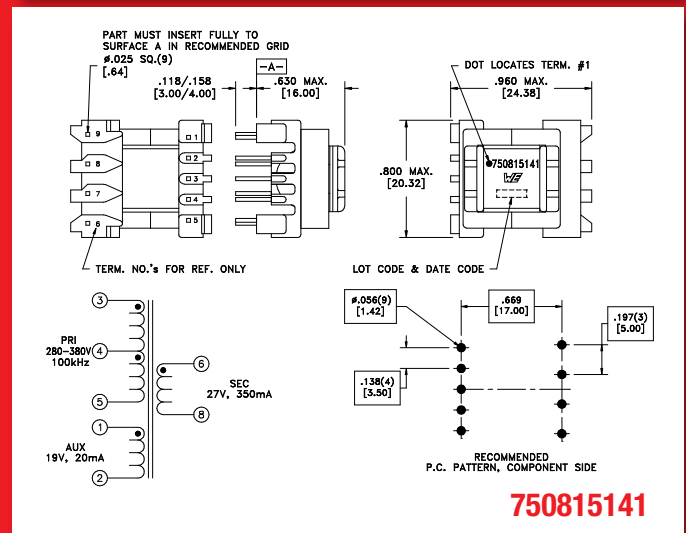 PART MUST INSERT FULLY TO
SURFACE A IN RECOMMENDED GRID
ø.025 SQ.(9)
[.64]
.118/.158
[3.00/4.00]
-A-
.630 MAX.
[16.00]
DOT LOCATES TERM. #1
.960 MAX.
[24.38]
9
8
7
6
1
2
3
4
5
.800 MAX.
[20.32]
750815141
WE
TERM. NO.'s FOR REF. ONLY
LOT CODE & DATE CODE
3
PRI
280-380V
100kHz
4
5
1
AUX
19V, 20mA
2
6
SEC
27V, 350mA
8
ø.056(9)
[1.42]
.669
[17.00]
.197(3)
[5.00]
.138(4)
[3.50]
RECOMMENDED
P.C. PATTERN, COMPONENT SIDE
750815141